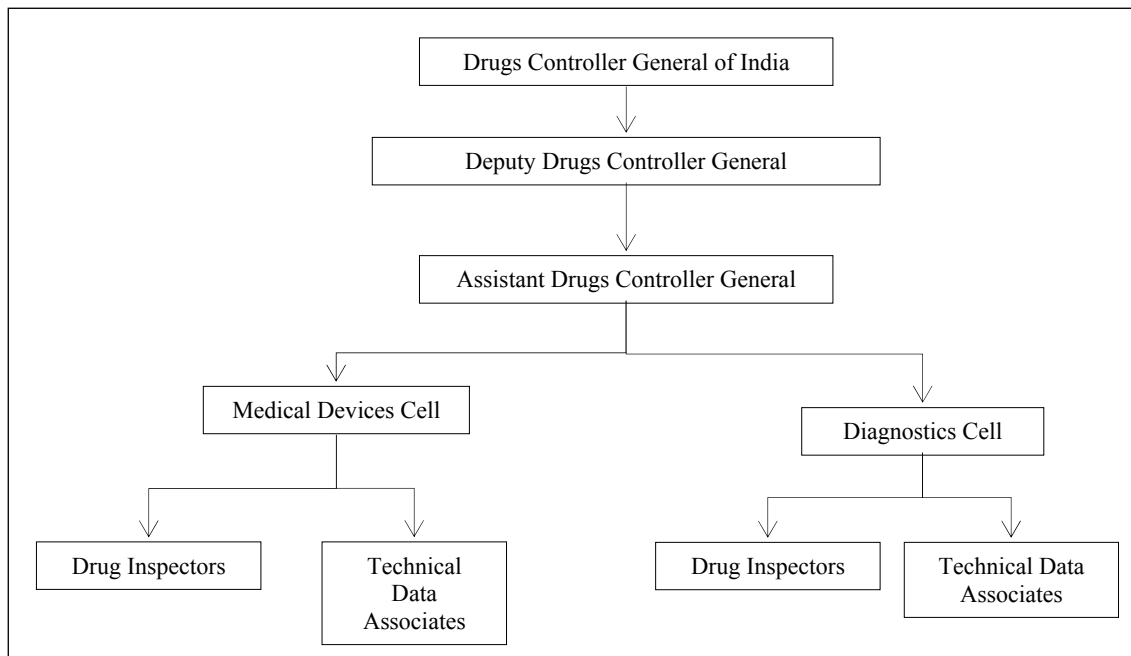 Drugs Controller General of India
Deputy Drugs Controller General
Assistant Drugs Controller General
Medical Devices Cell
Diagnostics Cell
Drug Inspectors
Technical
Data
Associates
Drug Inspectors
Technical Data
Associates